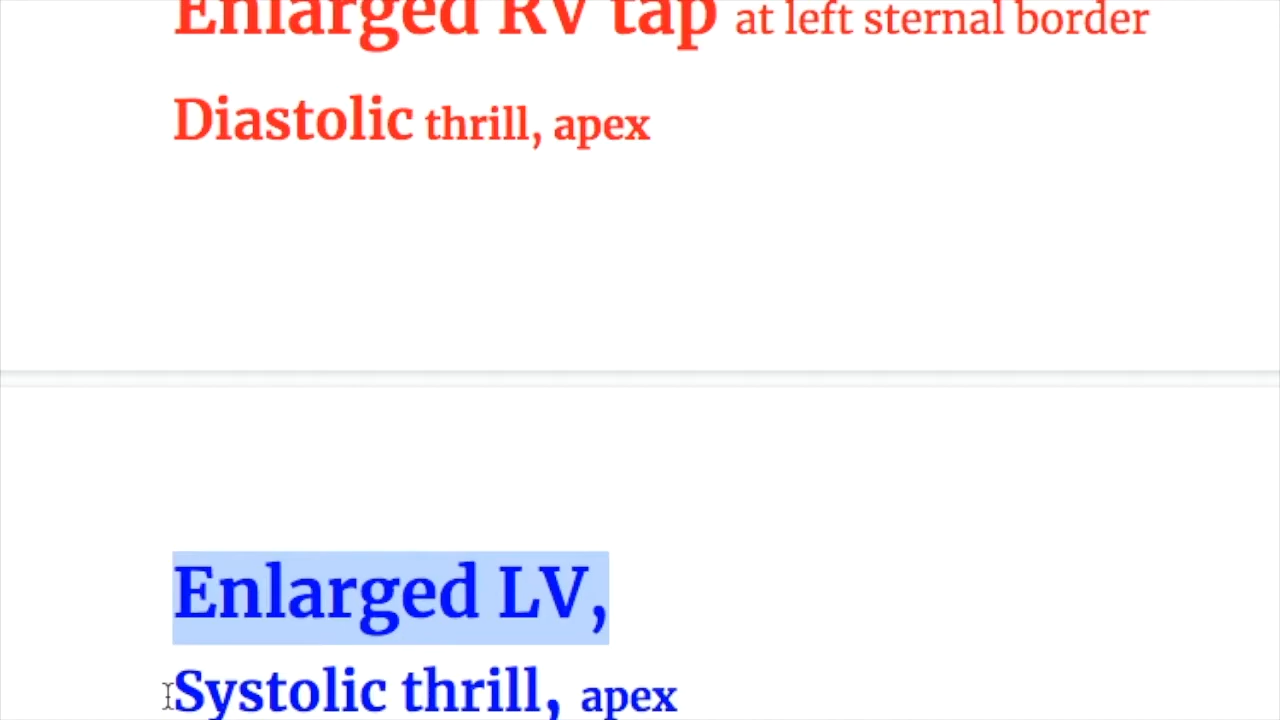 Enlarged RV tap at left sternal border
Diastolic thrill, apex
Enlarged LV,
Systolic thrill, apex